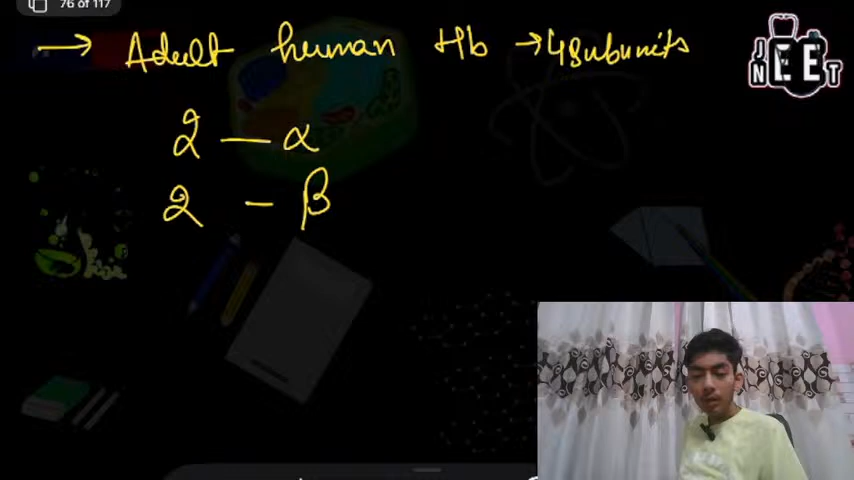 76 of 117
→ Adult human Hb → 4 Subunits
2 — α
2 - β
J
NEET